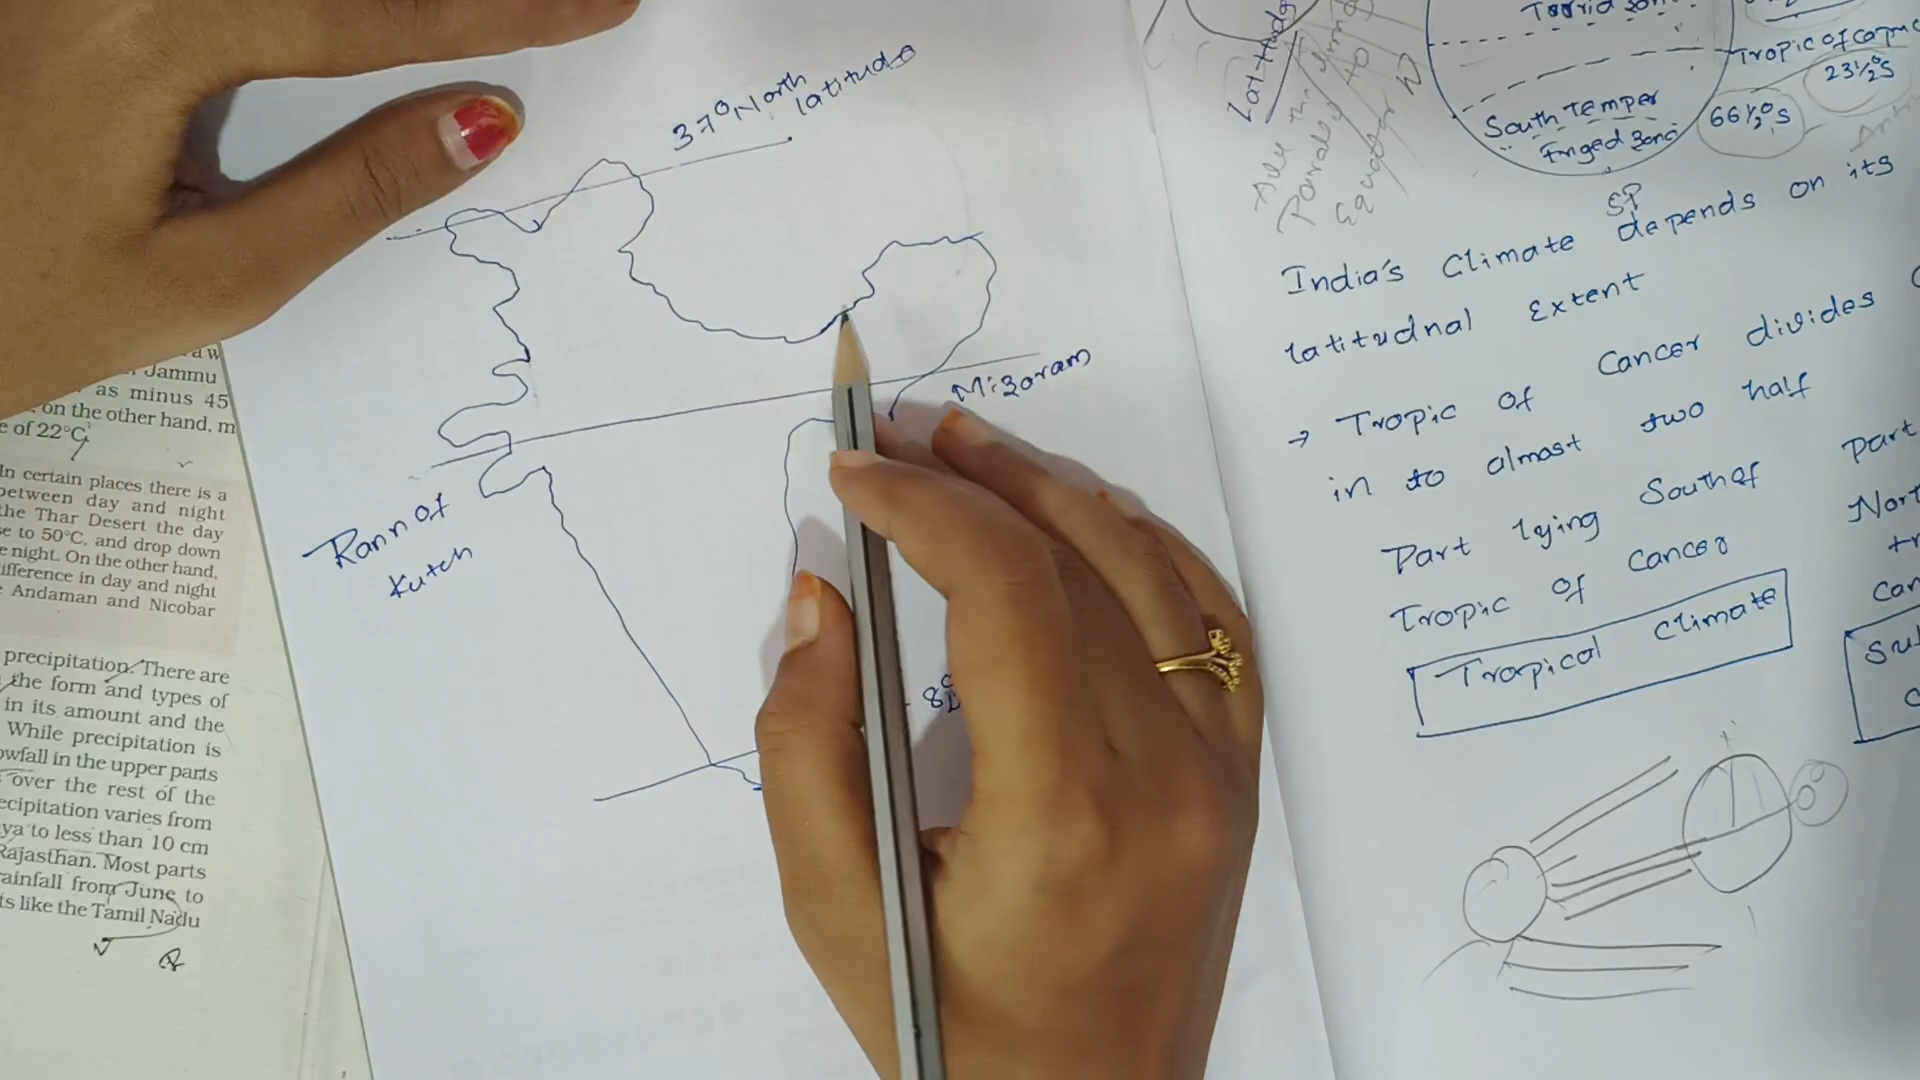 Jammu
as minus 45
on the other hand, m
e of 22°C.
In certain places there is a
between day and night
the Thar Desert the day
se to 50°C, and drop down
e night. On the other hand,
ifference in day and night
Andaman and Nicobar
precipitation. There are
the form and types of
in its amount and the
While precipitation is
owfall in the upper parts
over the rest of the
ecipitation varies from
ya to less than 10 cm
Rajasthan. Most parts
ainfall from June to
ts like the Tamil Nadu
37° North
latitude
Mizoram
Rann of
Kutch
Latitude
Equator
Torrid
Tropic of
23½°S
South Temper
66½°S
SP
India's Climate depends on its
latitudnal Extent
→ Tropic of Cancer divides
in to almost two half
Part lying South of
Tropic of Cancer
Part
Tropical Climate